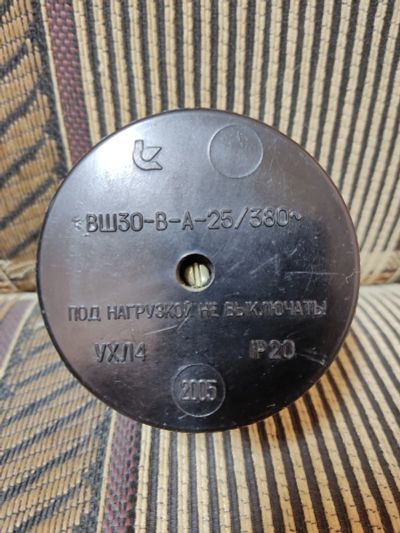 ВШ30-В-А-25/380~
ПОД НАГРУЗКОЙ НЕ ВЫКЛЮЧАТЬ!
УХЛ4 IP20
2005